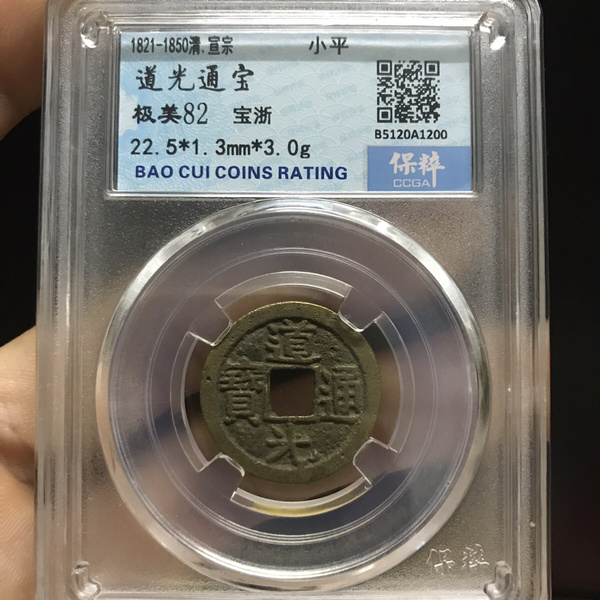 1821-1850清.宣宗 小平
道光通宝
极美82 宝浙
B5120A1200
22.5*1.3mm*3.0g
保粹
CCGA
BAO CUI COINS RATING
道光通寶
保粹